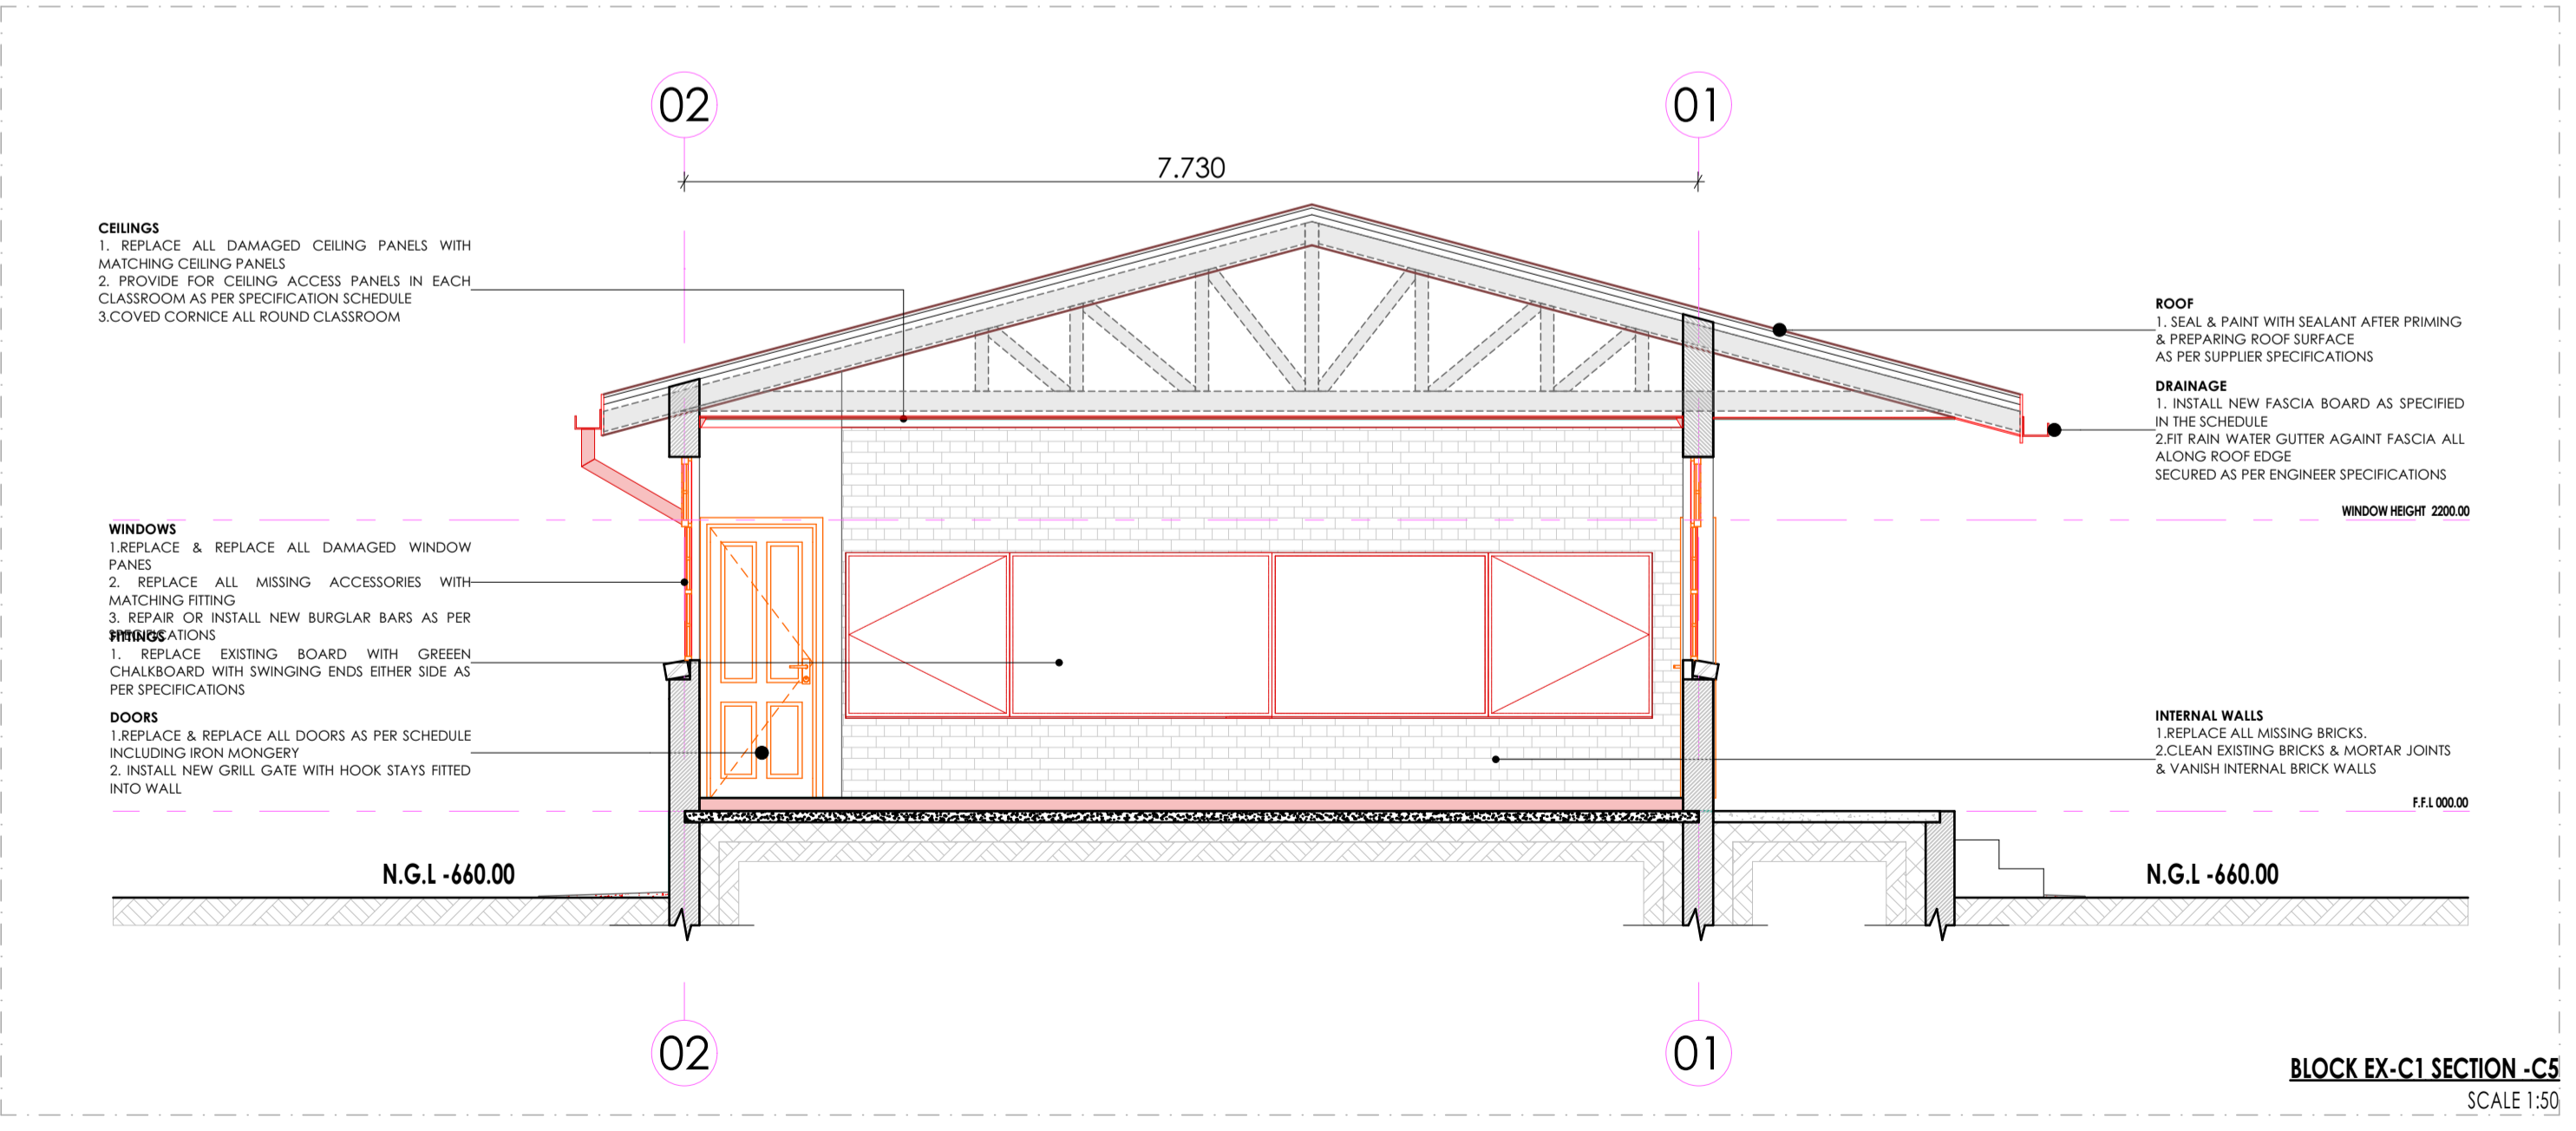 02
01
7.730
CEILINGS
1. REPLACE ALL DAMAGED CEILING PANELS WITH
MATCHING CEILING PANELS
2. PROVIDE FOR CEILING ACCESS PANELS IN EACH
CLASSROOM AS PER SPECIFICATION SCHEDULE
3.COVED CORNICE ALL ROUND CLASSROOM
ROOF
1. SEAL & PAINT WITH SEALANT AFTER PRIMING
& PREPARING ROOF SURFACE
AS PER SUPPLIER SPECIFICATIONS
DRAINAGE
1. INSTALL NEW FASCIA BOARD AS SPECIFIED
IN THE SCHEDULE
2.FIT RAIN WATER GUTTER AGAINT FASCIA ALL
ALONG ROOF EDGE
SECURED AS PER ENGINEER SPECIFICATIONS
WINDOW HEIGHT 2200.00
WINDOWS
1.REPLACE & REPLACE ALL DAMAGED WINDOW
PANES
2. REPLACE ALL MISSING ACCESSORIES WITH
MATCHING FITTING
3. REPAIR OR INSTALL NEW BURGLAR BARS AS PER
SPECIFICATIONS
FITTINGS
1. REPLACE EXISTING BOARD WITH GREEEN
CHALKBOARD WITH SWINGING ENDS EITHER SIDE AS
PER SPECIFICATIONS
DOORS
1.REPLACE & REPLACE ALL DOORS AS PER SCHEDULE
INCLUDING IRON MONGERY
2. INSTALL NEW GRILL GATE WITH HOOK STAYS FITTED
INTO WALL
INTERNAL WALLS
1.REPLACE ALL MISSING BRICKS.
2.CLEAN EXISTING BRICKS & MORTAR JOINTS
& VANISH INTERNAL BRICK WALLS
F.F.L 000.00
N.G.L -660.00
N.G.L -660.00
02
01
BLOCK EX-C1 SECTION -C5
SCALE 1:50